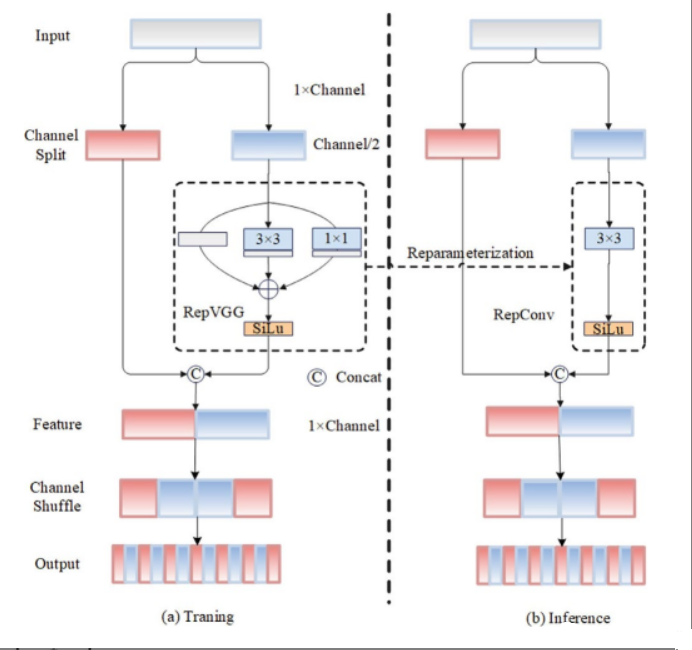 Input
1×Channel
Channel
Split
Channel/2
3×3
1×1
3×3
Reparameterization
RepVGG
RepConv
SiLu
SiLu
C
C Concat
C
Feature
1×Channel
Channel
Shuffle
Output
(a) Traning
(b) Inference